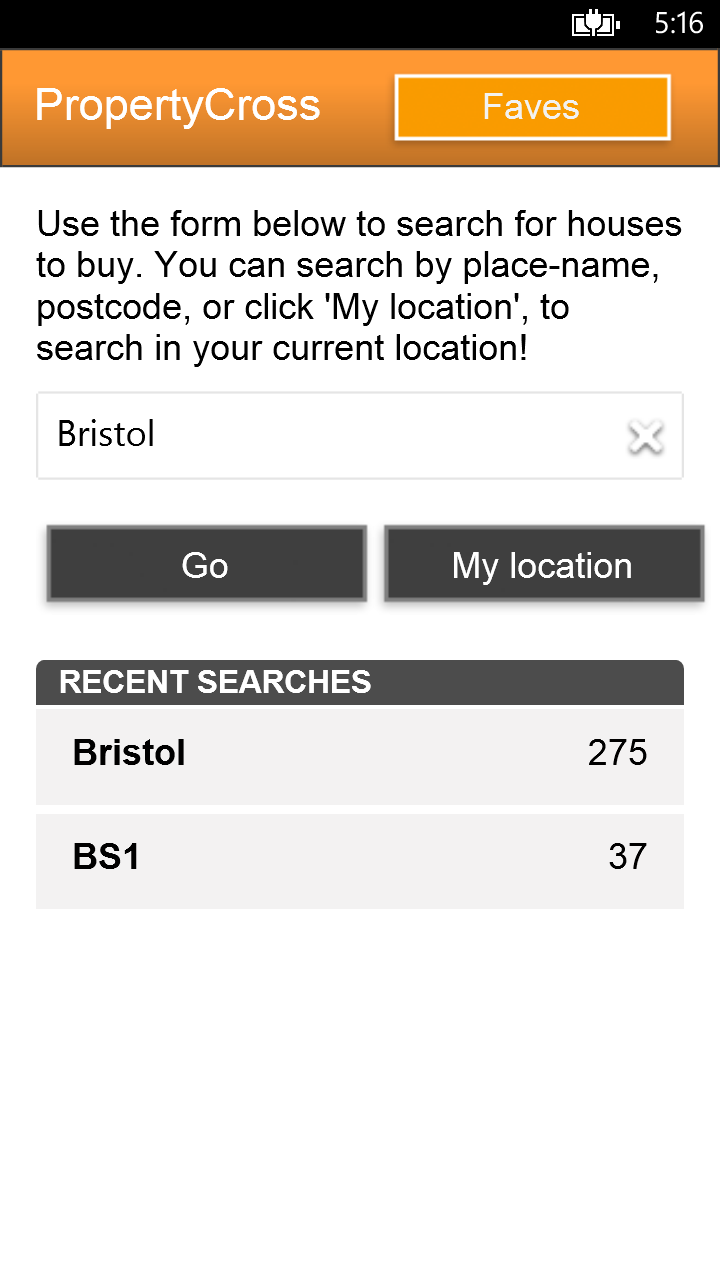 5:16
PropertyCross
Faves
Use the form below to search for houses
to buy. You can search by place-name,
postcode, or click 'My location', to
search in your current location!
Bristol
Go
My location
RECENT SEARCHES
Bristol 275
BS1 37